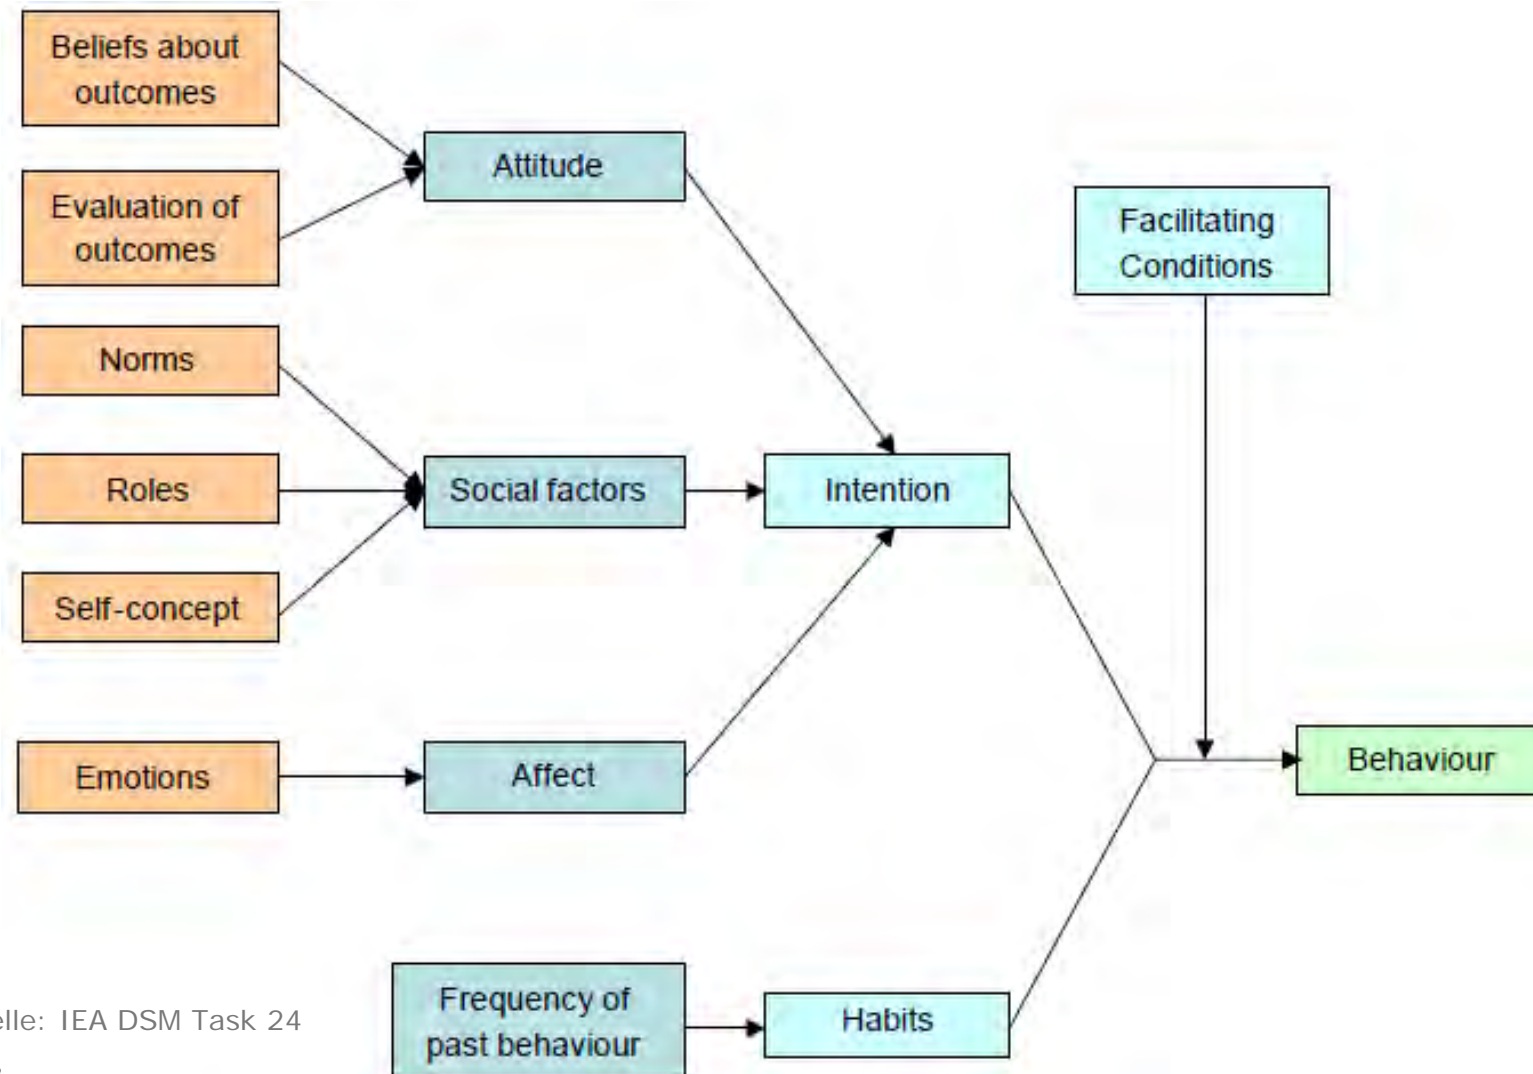 Beliefs about
outcomes
Evaluation of
outcomes
Norms
Roles
Self-concept
Emotions
Attitude
Social factors
Affect
Frequency of
past behaviour
Intention
Habits
Facilitating
Conditions
Behaviour
elle: IEA DSM Task 24